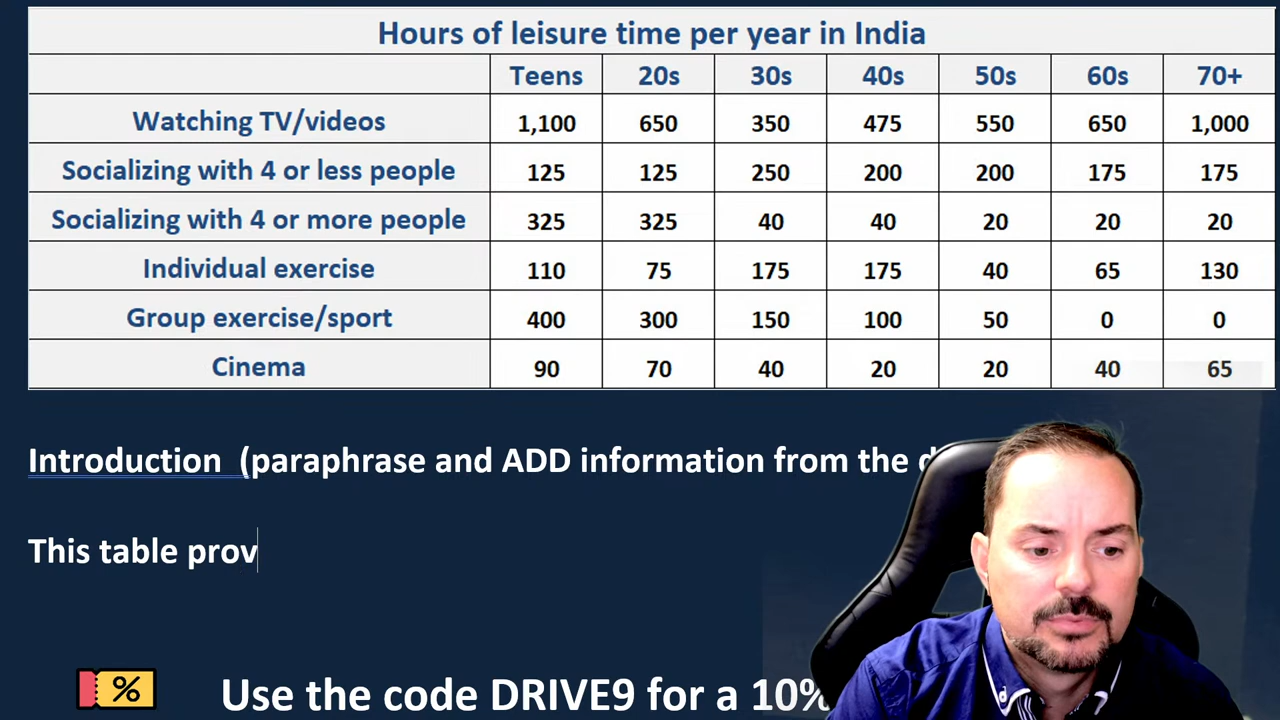 Hours of leisure time per year in India
Teens 20s 30s 40s 50s 60s 70+
Watching TV/videos 1,100 650 350 475 550 650 1,000
Socializing with 4 or less people 125 125 250 200 200 175 175
Socializing with 4 or more people 325 325 40 40 20 20 20
Individual exercise 110 75 175 175 40 65 130
Group exercise/sport 400 300 150 100 50 0 0
Cinema 90 70 40 20 20 40 65
Introduction (paraphrase and ADD information from the
This table prov
%
Use the code DRIVE9 for a 10%